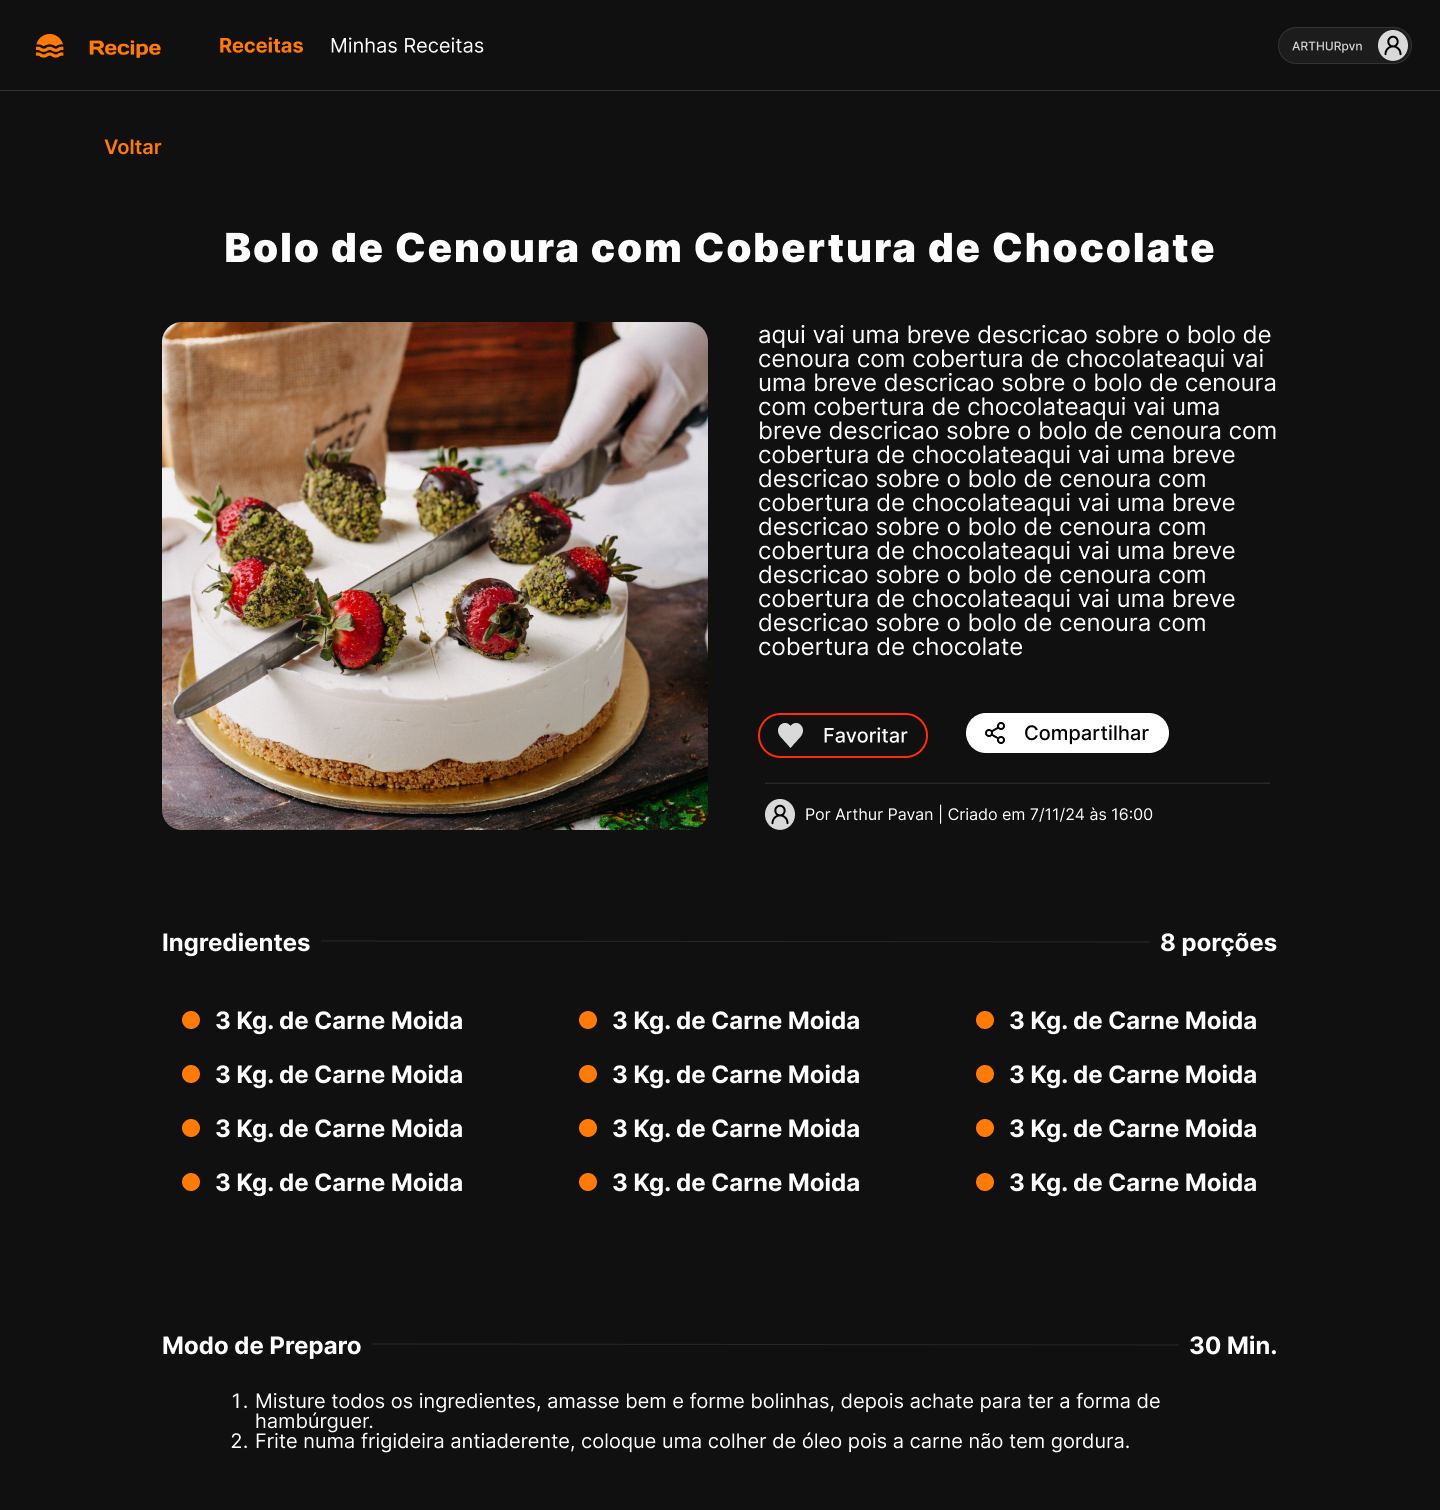 Recipe
Receitas
Minhas Receitas
ARTHURpvn
Voltar
Bolo de Cenoura com Cobertura de Chocolate
aqui vai uma breve descricao sobre o bolo de
cenoura com cobertura de chocolateaqui vai
uma breve descricao sobre o bolo de cenoura
com cobertura de chocolateaqui vai uma
breve descricao sobre o bolo de cenoura com
cobertura de chocolateaqui vai uma breve
descricao sobre o bolo de cenoura com
cobertura de chocolateaqui vai uma breve
descricao sobre o bolo de cenoura com
cobertura de chocolateaqui vai uma breve
descricao sobre o bolo de cenoura com
cobertura de chocolateaqui vai uma breve
descricao sobre o bolo de cenoura com
cobertura de chocolate
Favoritar
Compartilhar
Por Arthur Pavan | Criado em 7/11/24 às 16:00
Ingredientes
8 porções
3 Kg. de Carne Moida
3 Kg. de Carne Moida
3 Kg. de Carne Moida
3 Kg. de Carne Moida
3 Kg. de Carne Moida
3 Kg. de Carne Moida
3 Kg. de Carne Moida
3 Kg. de Carne Moida
3 Kg. de Carne Moida
3 Kg. de Carne Moida
3 Kg. de Carne Moida
3 Kg. de Carne Moida
Modo de Preparo
30 Min.
1. Misture todos os ingredientes, amasse bem e forme bolinhas, depois achate para ter a forma de
hambúrguer.
2. Frite numa frigideira antiaderente, coloque uma colher de óleo pois a carne não tem gordura.